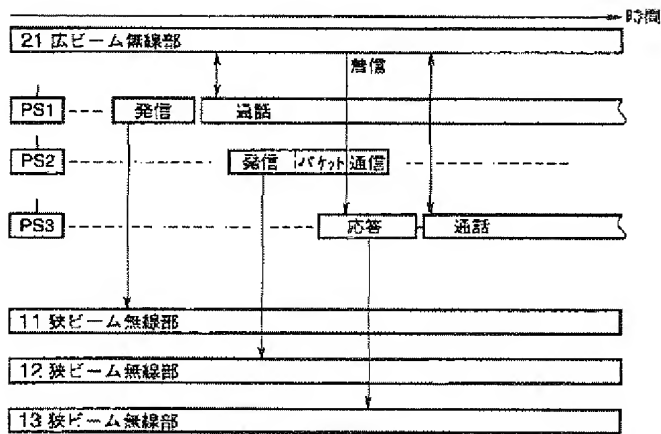 時間
21 広ビーム無線部
着信
PS1 発信 通話
PS2 発信 パケット通信
PS3 応答 通話
11 狭ビーム無線部
12 狭ビーム無線部
13 狭ビーム無線部